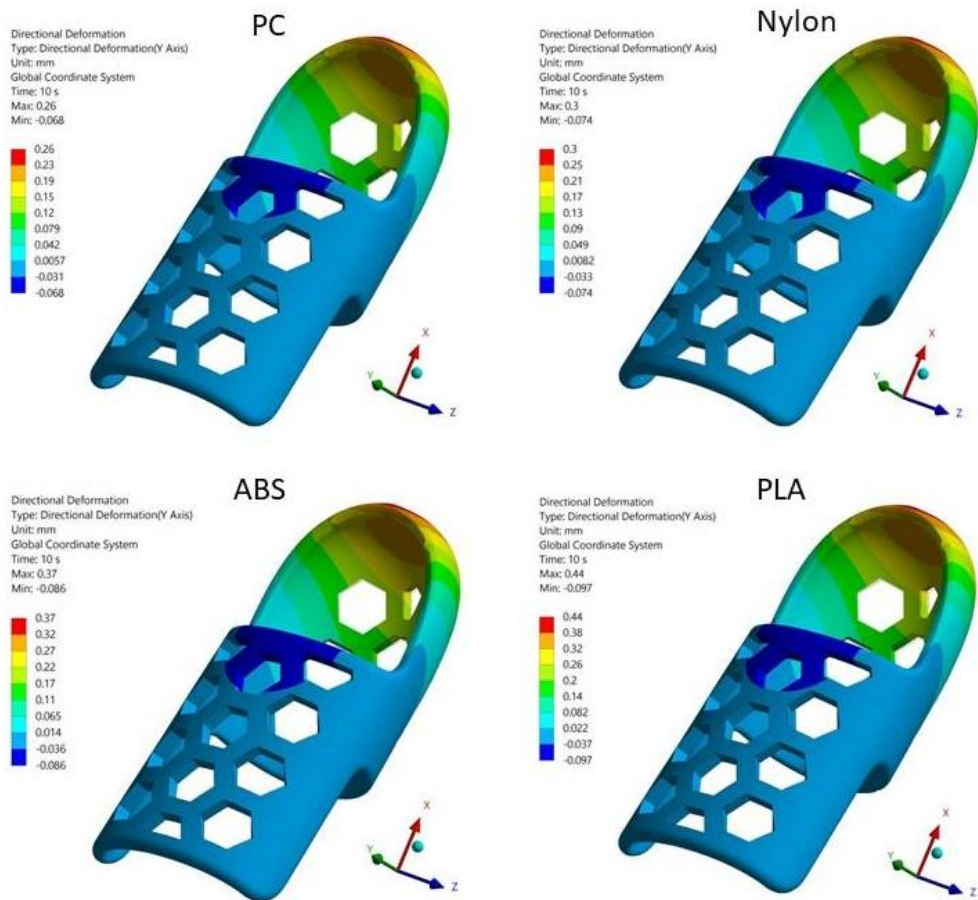 PC
Directional Deformation
Type: Directional Deformation(Y Axis)
Unit: mm
Global Coordinate System
Time: 10 s
Max: 0.26
Min: -0.068
0.26
0.23
0.19
0.15
0.12
0.079
0.042
0.0057
-0.031
-0.068
X
Y
Z
Nylon
Directional Deformation
Type: Directional Deformation(Y Axis)
Unit: mm
Global Coordinate System
Time: 10 s
Max: 0.3
Min: -0.074
0.3
0.25
0.21
0.17
0.13
0.09
0.049
0.0082
-0.033
-0.074
X
Y
Z
ABS
Directional Deformation
Type: Directional Deformation(Y Axis)
Unit: mm
Global Coordinate System
Time: 10 s
Max: 0.37
Min: -0.086
0.37
0.32
0.27
0.22
0.17
0.11
0.065
0.014
-0.036
-0.086
X
Y
Z
PLA
Directional Deformation
Type: Directional Deformation(Y Axis)
Unit: mm
Global Coordinate System
Time: 10 s
Max: 0.44
Min: -0.097
0.44
0.38
0.32
0.26
0.2
0.14
0.082
0.022
-0.037
-0.097
X
Y
Z